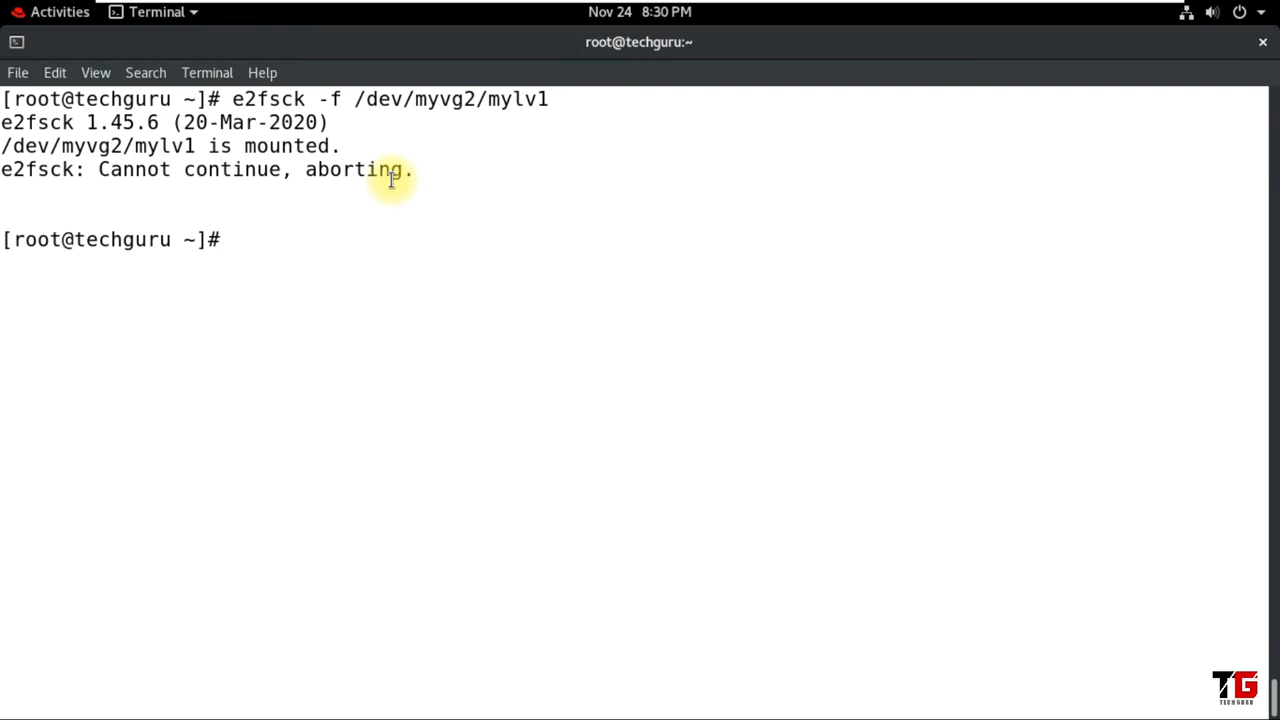 Activities
Terminal
Nov 24 8:30 PM
root@techguru:~
File Edit View Search Terminal Help
[root@techguru ~]# e2fsck -f /dev/myvg2/mylv1
e2fsck 1.45.6 (20-Mar-2020)
/dev/myvg2/mylv1 is mounted.
e2fsck: Cannot continue, aborting.
[root@techguru ~]#
TG
TECHGURU